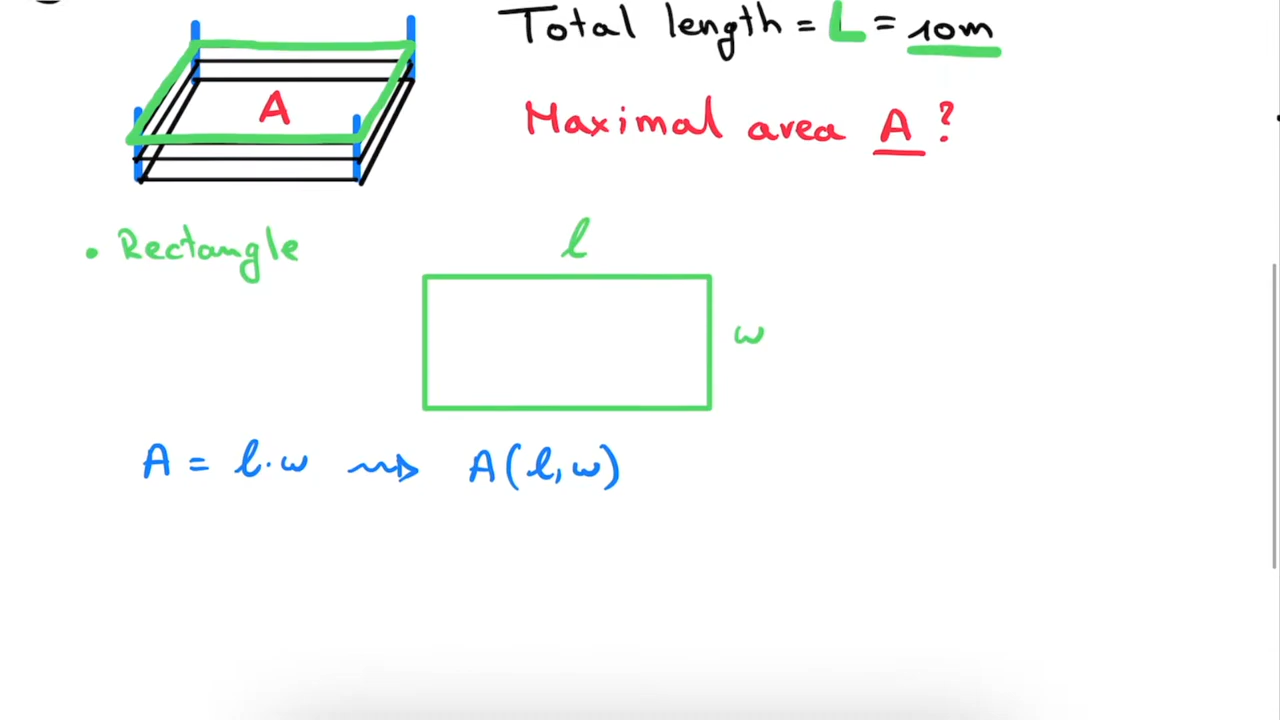 Total length = L = 10m
A
Maximal area A ?
l
• Rectangle
w
A = l·w ⇝ A(l,w)